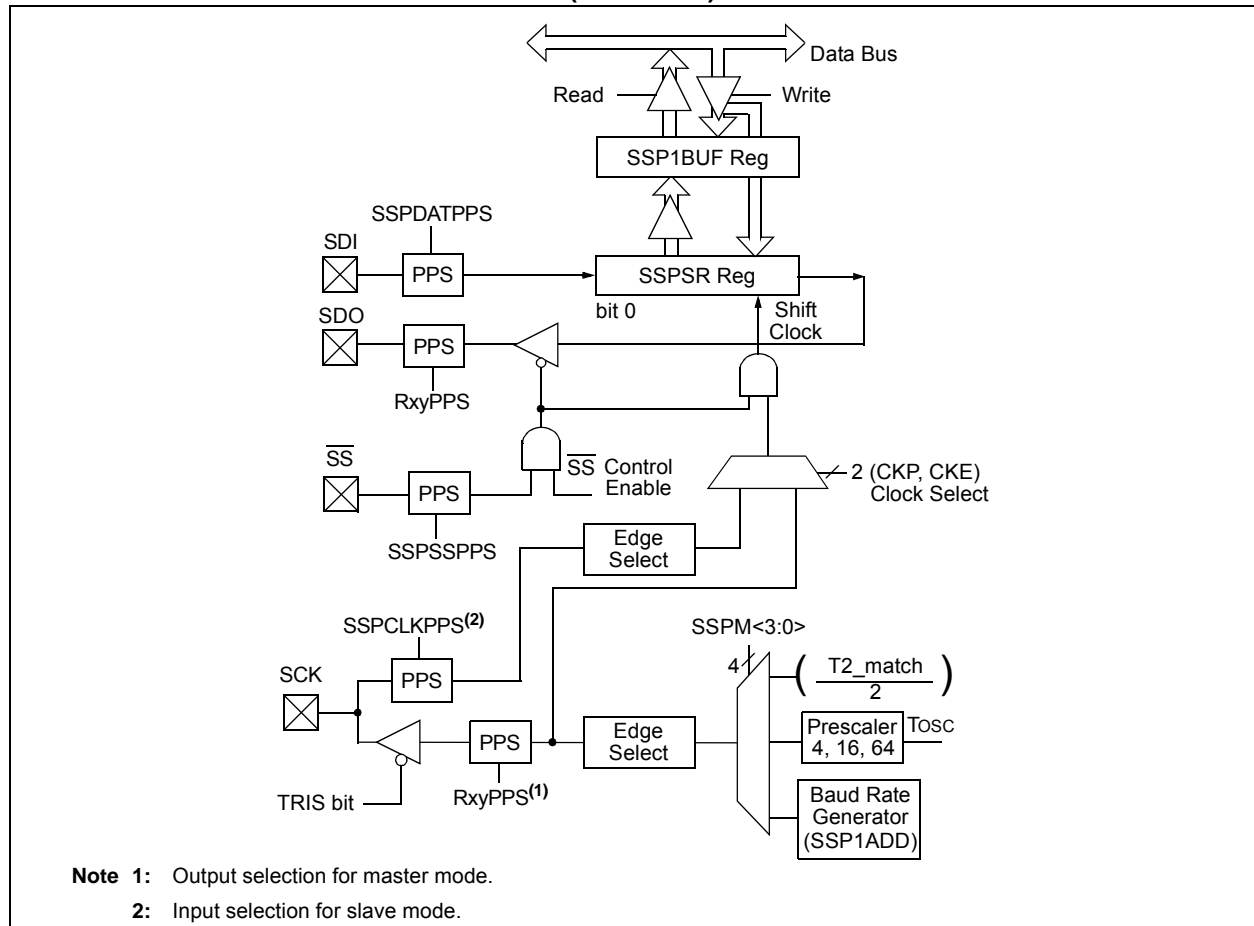 Data Bus
Read
Write
SSP1BUF Reg
SSPDATPPS
SDI
PPS
SSPSR Reg
bit 0
Shift
Clock
SDO
PPS
RxyPPS
SS
PPS
SSPSSPPS
SS Control
Enable
2 (CKP, CKE)
Clock Select
Edge
Select
SSPCLKPPS(2)
SCK
PPS
SSPM<3:0>
4
( T2_match
2 )
Prescaler
4, 16, 64
TOSC
Edge
Select
PPS
RxyPPS(1)
TRIS bit
Baud Rate
Generator
(SSP1ADD)
Note 1: Output selection for master mode.
2: Input selection for slave mode.